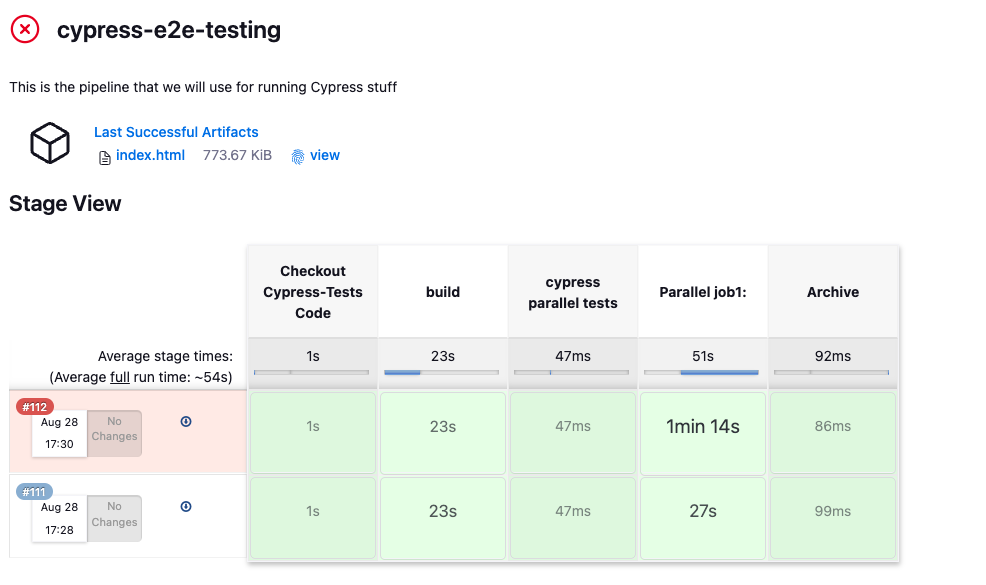 cypress-e2e-testing
This is the pipeline that we will use for running Cypress stuff
Last Successful Artifacts
index.html 773.67 KiB view
Stage View
Checkout
Cypress-Tests
Code
build
cypress
parallel tests
Parallel job1:
Archive
Average stage times:
(Average full run time: ~54s)
1s 23s 47ms 51s 92ms
#112
Aug 28
17:30
No
Changes
1s 23s 47ms 1min 14s 86ms
#111
Aug 28
17:28
No
Changes
1s 23s 47ms 27s 99ms